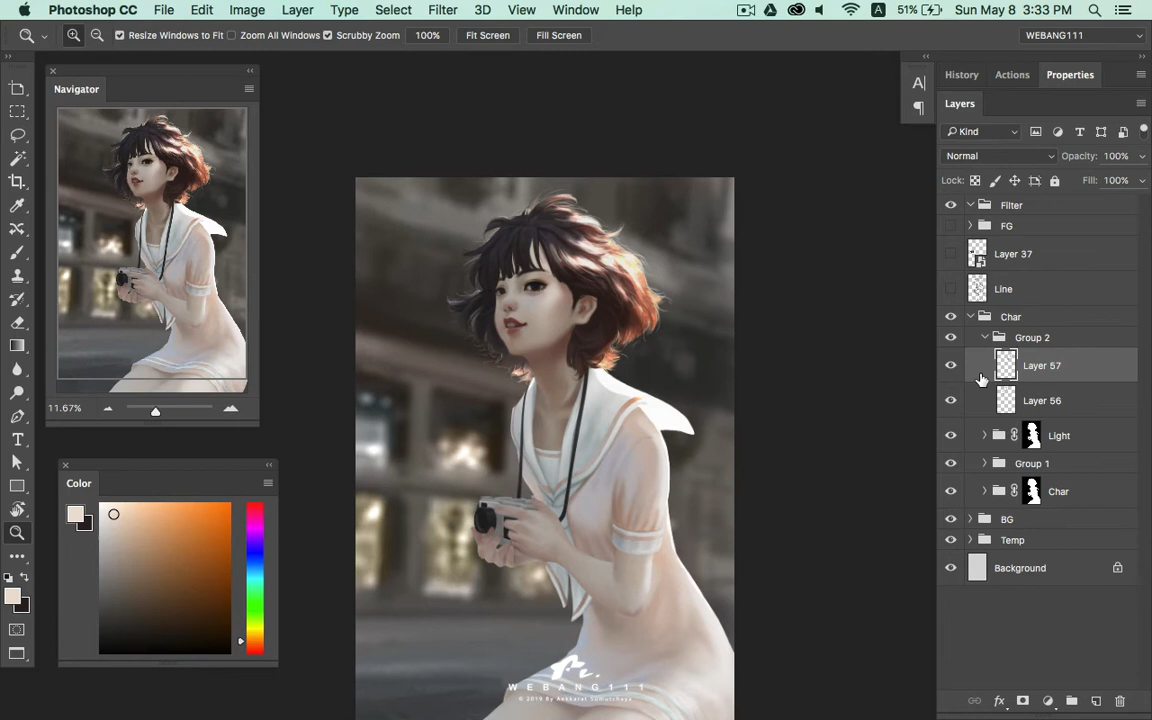 Photoshop CC File Edit Image Layer Type Select Filter 3D View Window Help 51% Sun May 8 3:33 PM
Resize Windows to Fit Zoom All Windows Scrubby Zoom 100% Fit Screen Fill Screen WEBANG111
Navigator
11.67%
Color
History Actions Properties
Layers
Kind
Normal Opacity: 100%
Lock: Fill: 100%
Filter
FG
Layer 37
Line
Char
Group 2
Layer 57
Layer 56
Light
Group 1
Char
BG
Temp
Background
WEBANG111